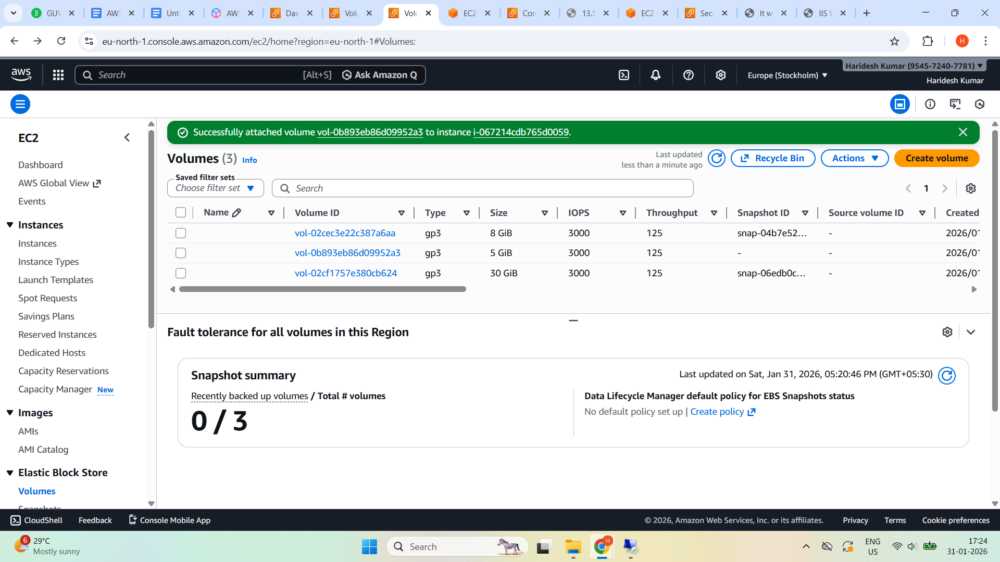 GUV
AWS
Unti
AWS
Das
Volu
Volu
EC2
Con
13.5
EC2
Sec
It w
IIS V
eu-north-1.console.aws.amazon.com/ec2/home?region=eu-north-1#Volumes:
H
aws
Search
[Alt+S]
Ask Amazon Q
Europe (Stockholm)
Haridesh Kumar (9545-7240-7781)
Haridesh Kumar
EC2
Dashboard
AWS Global View
Events
Instances
Instances
Instance Types
Launch Templates
Spot Requests
Savings Plans
Reserved Instances
Dedicated Hosts
Capacity Reservations
Capacity Manager New
Images
AMIs
AMI Catalog
Elastic Block Store
Volumes
Snapshots
Successfully attached volume vol-0b893eb86d09952a3 to instance i-067214cdb765d0059.
Volumes (3) Info
Last updated
less than a minute ago
Recycle Bin
Actions
Create volume
Saved filter sets
Choose filter set
Search
1
Name Volume ID Type Size IOPS Throughput Snapshot ID Source volume ID Created
vol-02cec3e22c387a6aa gp3 8 GiB 3000 125 snap-04b7e52... - 2026/01
vol-0b893eb86d09952a3 gp3 5 GiB 3000 125 - - 2026/01
vol-02cf1757e380cb624 gp3 30 GiB 3000 125 snap-06edb0c... - 2026/01
Fault tolerance for all volumes in this Region
Snapshot summary
Last updated on Sat, Jan 31, 2026, 05:20:46 PM (GMT+05:30)
Recently backed up volumes / Total # volumes
0 / 3
Data Lifecycle Manager default policy for EBS Snapshots status
No default policy set up | Create policy
CloudShell
Feedback
Console Mobile App
© 2026, Amazon Web Services, Inc. or its affiliates.
Privacy
Terms
Cookie preferences
6
29°C
Mostly sunny
Search
H
ENG
US
17:24
31-01-2026